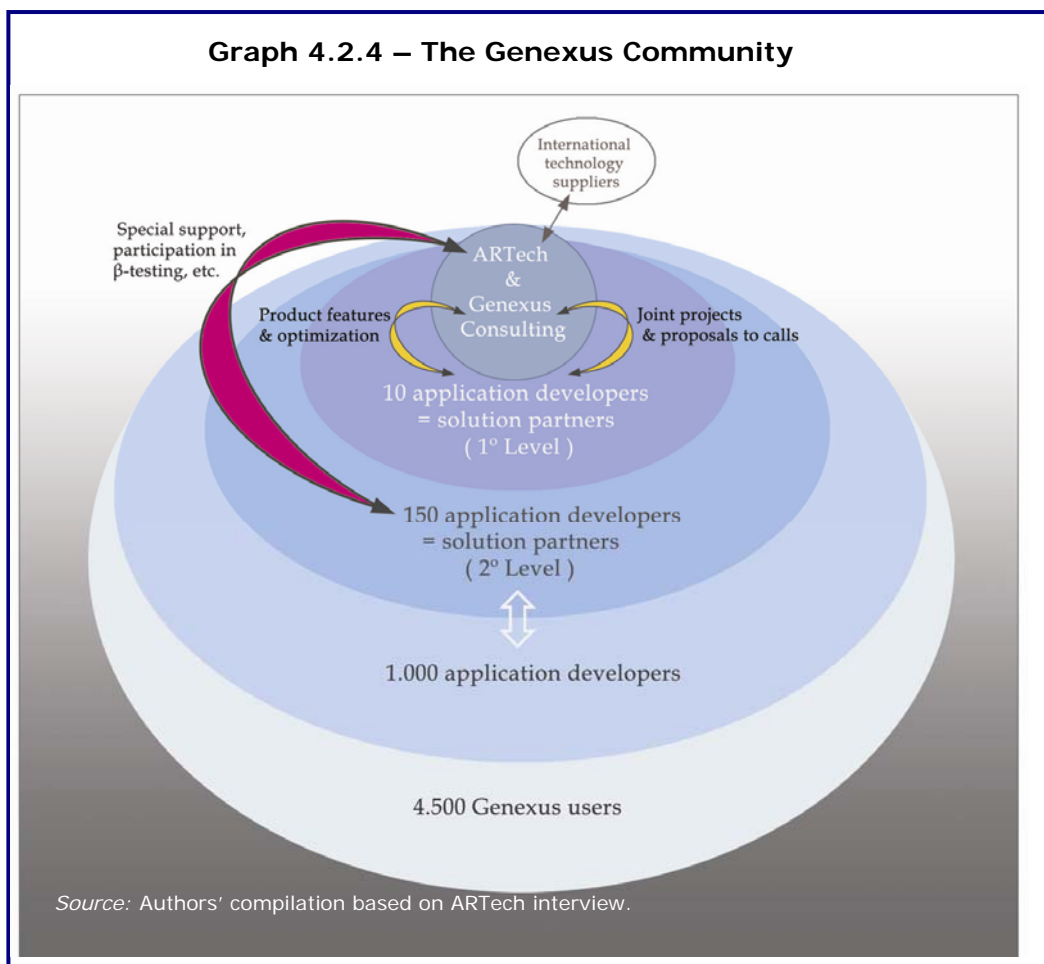 Graph 4.2.4 – The Genexus Community
International
technology
suppliers
Special support,
participation in
β-testing, etc.
ARTech
&
Genexus
Consulting
Product features
& optimization
Joint projects
& proposals to calls
10 application developers
= solution partners
( 1º Level )
150 application developers
= solution partners
( 2º Level )
1.000 application developers
4.500 Genexus users
Source: Authors’ compilation based on ARTech interview.